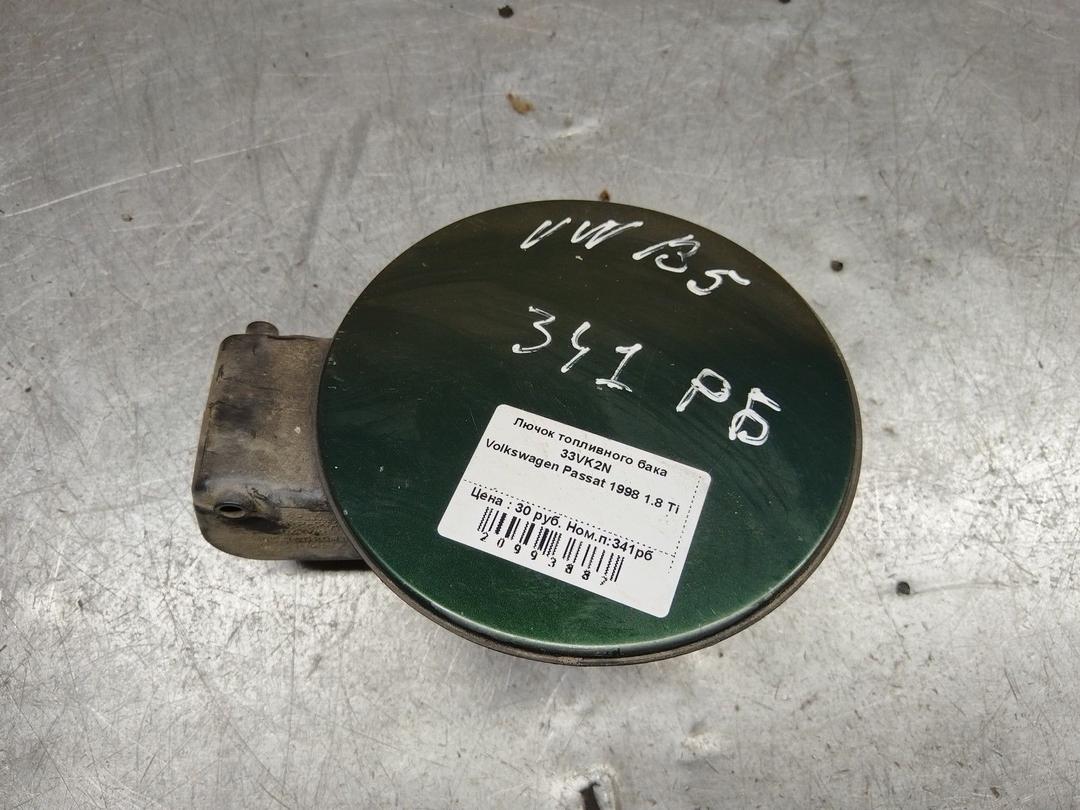 VW B5
341 РБ
Лючок топливного бака
33VK2N
Volkswagen Passat 1998 1.8 Ti
Цена : 30 руб. Ном.п:341рб
20993887